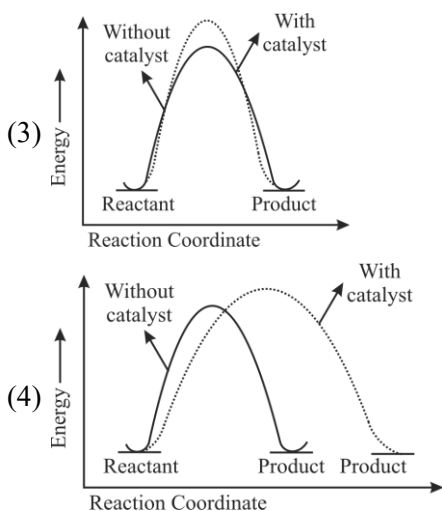 (3)
Energy
Without catalyst
With catalyst
Reactant
Product
Reaction Coordinate
(4)
Energy
Without catalyst
With catalyst
Reactant
Product
Product
Reaction Coordinate